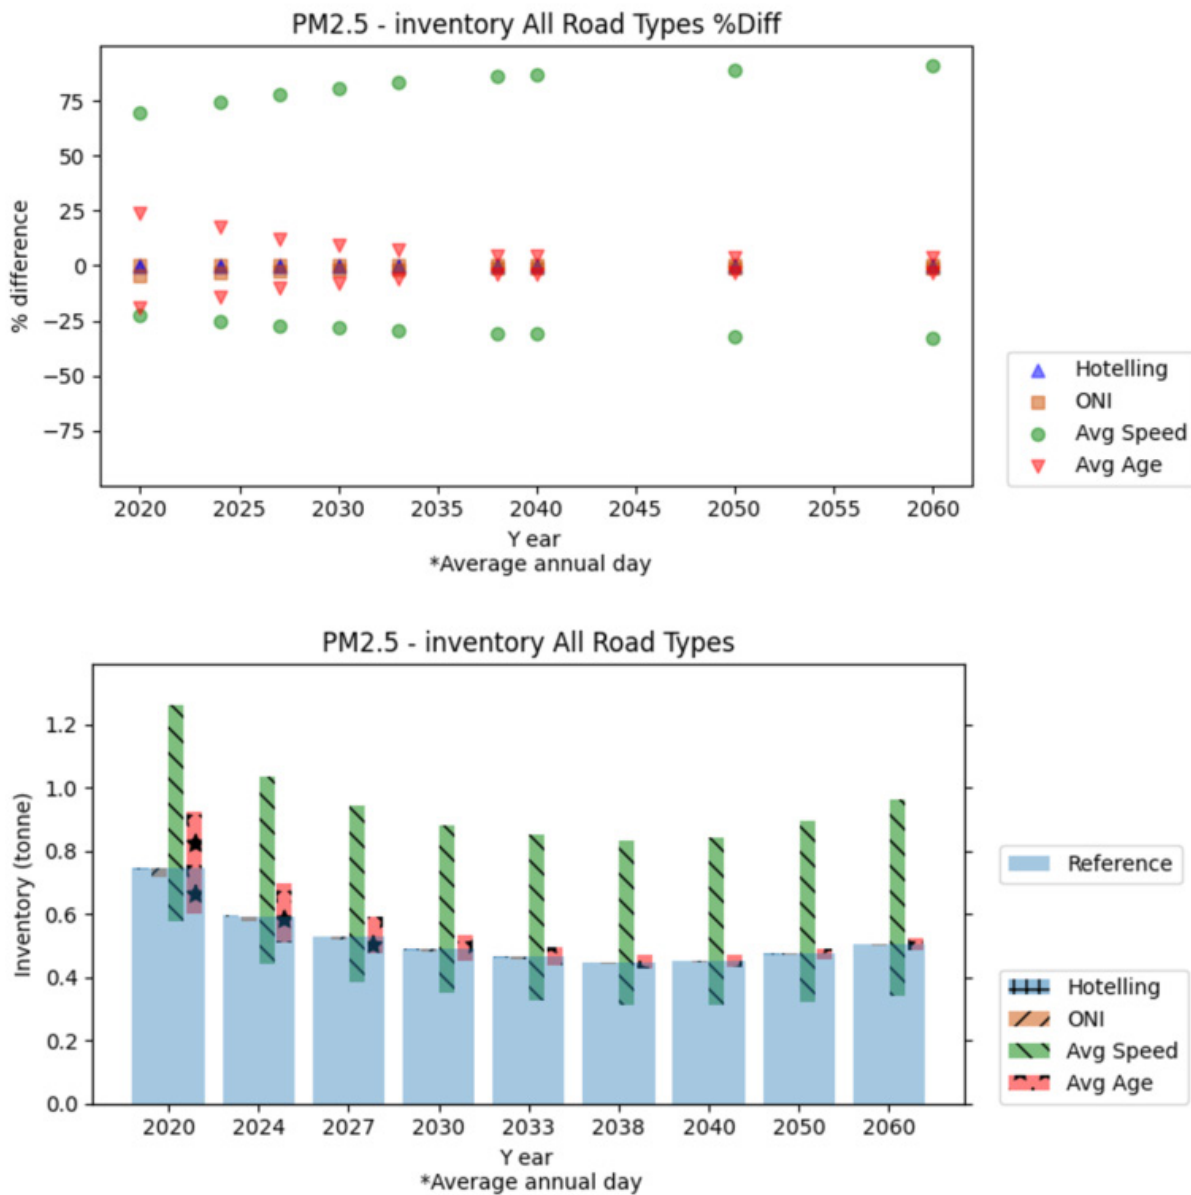 PM2.5 - inventory All Road Types %Diff
% difference
75
50
25
0
−25
−50
−75
2020 2025 2030 2035 2040 2045 2050 2055 2060
Y ear
*Average annual day
Hotelling
ONI
Avg Speed
Avg Age
PM2.5 - inventory All Road Types
Inventory (tonne)
1.2
1.0
0.8
0.6
0.4
0.2
0.0
2020 2024 2027 2030 2033 2038 2040 2050 2060
Y ear
*Average annual day
Reference
Hotelling
ONI
Avg Speed
Avg Age